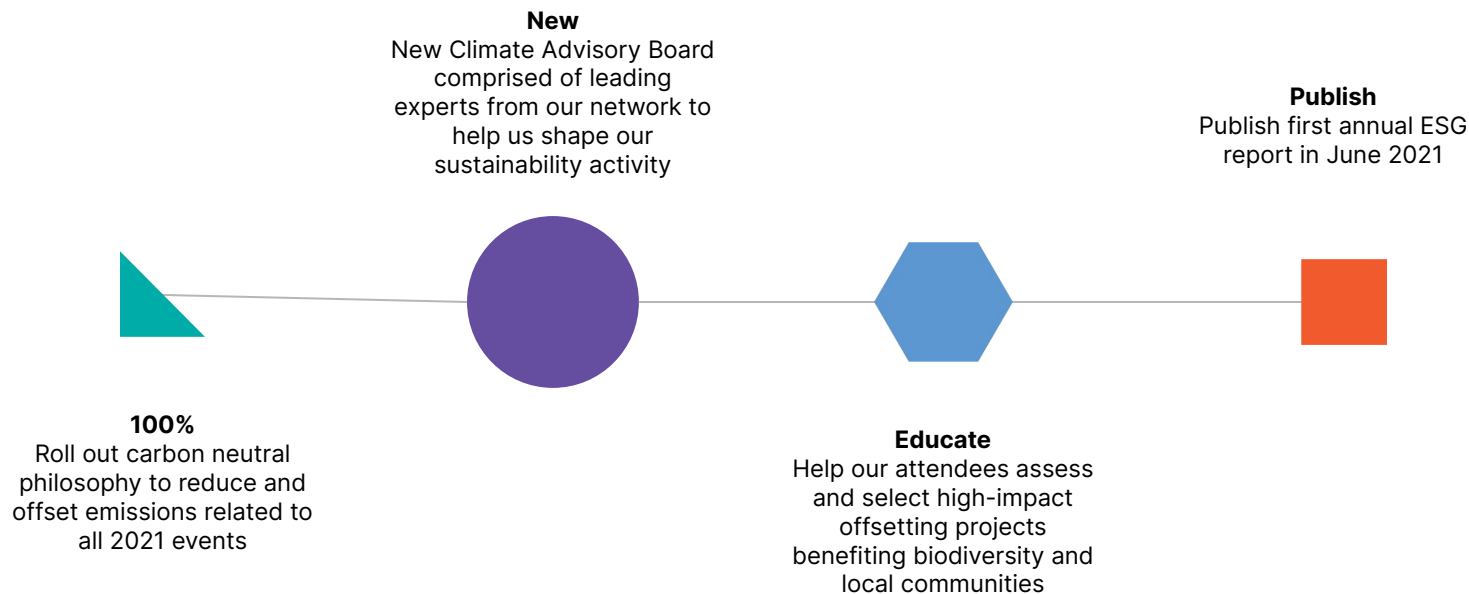 100%
Roll out carbon neutral
philosophy to reduce and
offset emissions related to
all 2021 events
New
New Climate Advisory Board
comprised of leading
experts from our network to
help us shape our
sustainability activity
Educate
Help our attendees assess
and select high-impact
offsetting projects
benefiting biodiversity and
local communities
Publish
Publish first annual ESG
report in June 2021